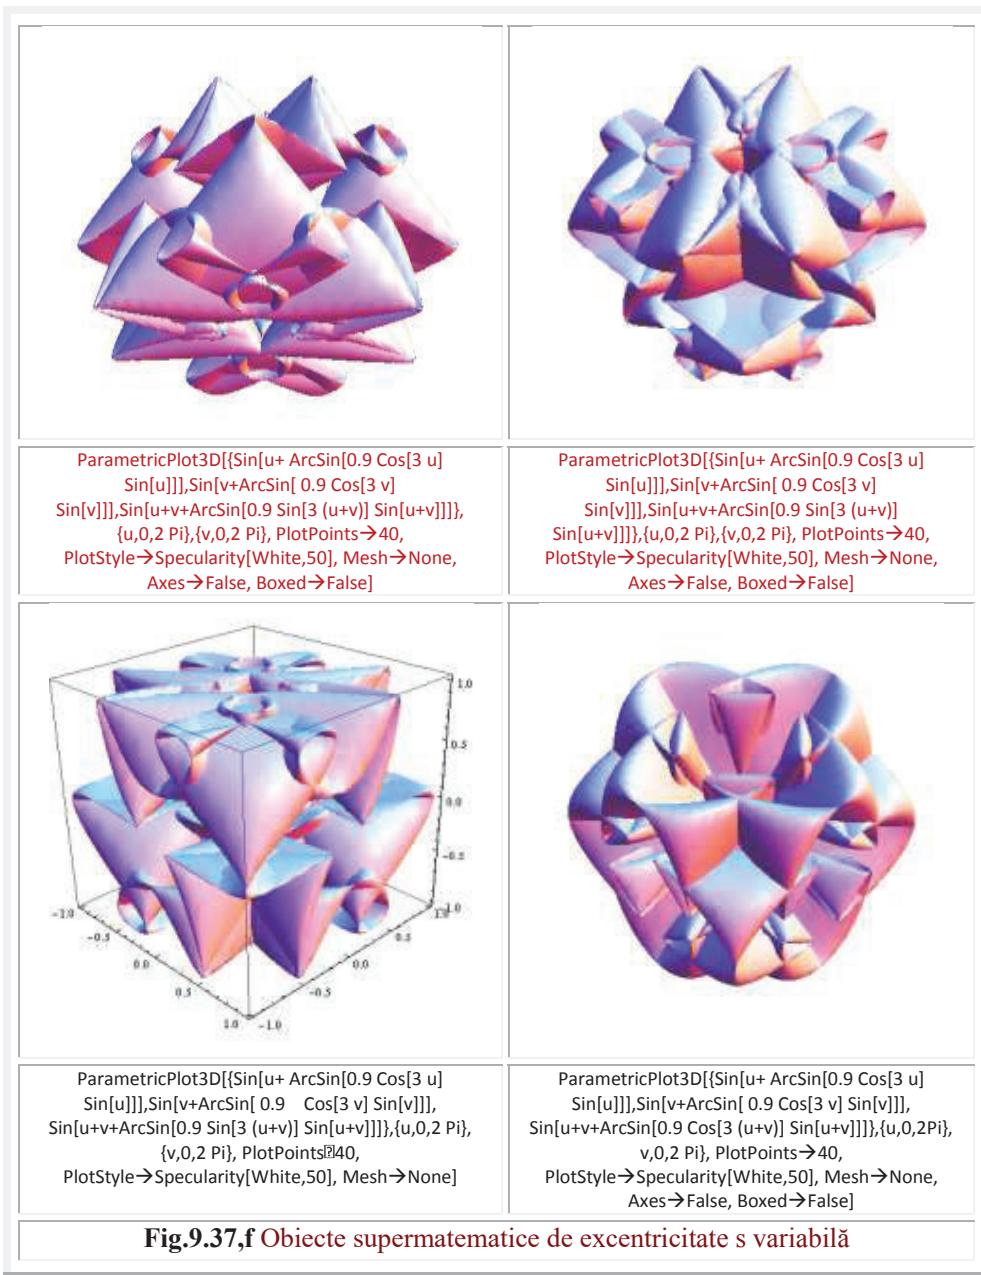 ParametricPlot3D[{Sin[u+ ArcSin[0.9 Cos[3 u]
Sin[u]]],Sin[v+ArcSin[ 0.9 Cos[3 v]
Sin[v]]],Sin[u+v+ArcSin[0.9 Sin[3 (u+v)] Sin[u+v]]]},
{u,0,2 Pi},{v,0,2 Pi}, PlotPoints→40,
PlotStyle→Specularity[White,50], Mesh→None,
Axes→False, Boxed→False]
ParametricPlot3D[{Sin[u+ ArcSin[0.9 Cos[3 u]
Sin[u]]],Sin[v+ArcSin[ 0.9 Cos[3 v]
Sin[v]]],Sin[u+v+ArcSin[0.9 Sin[3 (u+v)]
Sin[u+v]]]},{u,0,2 Pi},{v,0,2 Pi}, PlotPoints→40,
PlotStyle→Specularity[White,50], Mesh→None,
Axes→False, Boxed→False]
1.0
0.5
0.0
-0.5
-1.0
-1.0
-0.5
0.0
0.5
1.0
-1.0
-0.5
0.0
0.5
1.0
ParametricPlot3D[{Sin[u+ ArcSin[0.9 Cos[3 u]
Sin[u]]],Sin[v+ArcSin[ 0.9 Cos[3 v] Sin[v]]],
Sin[u+v+ArcSin[0.9 Sin[3 (u+v)] Sin[u+v]]]},{u,0,2 Pi},
{v,0,2 Pi}, PlotPoints⍰40,
PlotStyle→Specularity[White,50], Mesh→None]
ParametricPlot3D[{Sin[u+ ArcSin[0.9 Cos[3 u]
Sin[u]]],Sin[v+ArcSin[ 0.9 Cos[3 v] Sin[v]]],
Sin[u+v+ArcSin[0.9 Cos[3 (u+v)] Sin[u+v]]]},{u,0,2Pi},
v,0,2 Pi}, PlotPoints→40,
PlotStyle→Specularity[White,50], Mesh→None,
Axes→False, Boxed→False]
Fig.9.37,f Obiecte supermatematice de excentricitate s variabilă